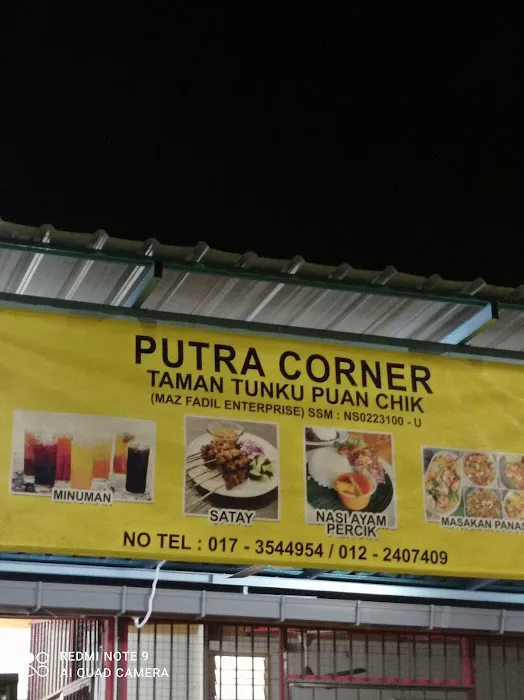 PUTRA CORNER
TAMAN TUNKU PUAN CHIK
(MAZ FADIL ENTERPRISE) SSM : NS0223100 - U
MINUMAN
SATAY
NASI AYAM
PERCIK
MASAKAN PANAS
NO TEL : 017 - 3544954 / 012 - 2407409
REDMI NOTE 9
AI QUAD CAMERA